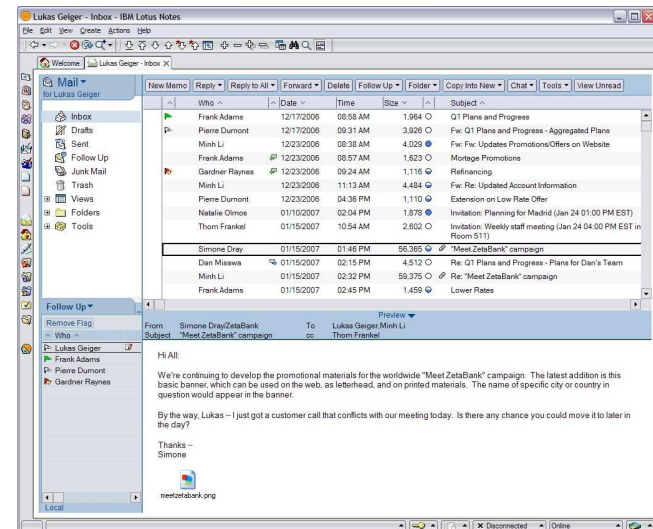 Lukas Geiger - Inbox - IBM Lotus Notes
File Edit View Create Actions Help
Welcome Lukas Geiger - Inbox X
Mail
for Lukas Geiger
New Memo Reply Reply to All Forward Delete Follow Up Folder Copy Into New Chat Tools View Unread
Who Date Time Size Subject
Inbox
Drafts
Sent
Follow Up
Junk Mail
Trash
Views
Folders
Tools
Frank Adams 12/17/2006 08:58 AM 1,964 Q1 Plans and Progress
Pierre Dumont 12/17/2006 09:31 AM 3,926 Fw: Q1 Plans and Progress - Aggregated Plans
Min Li 12/23/2006 08:38 AM 4,029 Fw: Fw: Updates Promotions/Offers on Website
Frank Adams 12/23/2006 08:57 AM 1,623 Mortage Promotions
Gardner Raynes 12/23/2006 09:24 AM 1,116 Refinancing
Minh Li 12/23/2006 11:13 AM 4,484 Fw: Re: Updated Account Information
Pierre Dumont 12/23/2006 04:36 PM 1,110 Extension on Low Rate Offer
Natalie Olmos 01/10/2007 02:04 PM 1,878 Invitation: Planning for Madrid (Jan 24 01:00 PM EST)
Thom Frankel 01/15/2007 10:54 AM 2,602 Invitation: Weekly staff meeting (Jan 24 04:00 PM EST in
Room 511)
Simone Dray 01/15/2007 01:46 PM 56,365 "Meet ZetaBank" campaign
Dan Misawa 01/15/2007 02:15 PM 4,512 Re: Q1 Plans and Progress - Plans for Dan's Team
Minh Li 01/15/2007 02:32 PM 59,375 Re: "Meet ZetaBank" campaign
Frank Adams 01/15/2007 02:45 PM 1,459 Lower Rates
Follow Up
Remove Flag
Who
Lukas Geiger
Frank Adams
Pierre Dumont
Gardner Raynes
Local
Preview
From Simone Dray/ZetaBank To Lukas Geiger,Minh Li
Subject "Meet ZetaBank" campaign cc Thom Frankel
Hi All:
We're continuing to develop the promotional materials for the worldwide "Meet ZetaBank" campaign. The latest addition is this
basic banner, which can be used on the web, as letterhead, and on printed materials. The name of specific city or country in
question would appear in the banner.
By the way, Lukas -- I just got a customer call that conflicts with our meeting today. Is there any chance you could move it to later in
the day?
Thanks --
Simone
meetzetabank.png
Disconnected Online